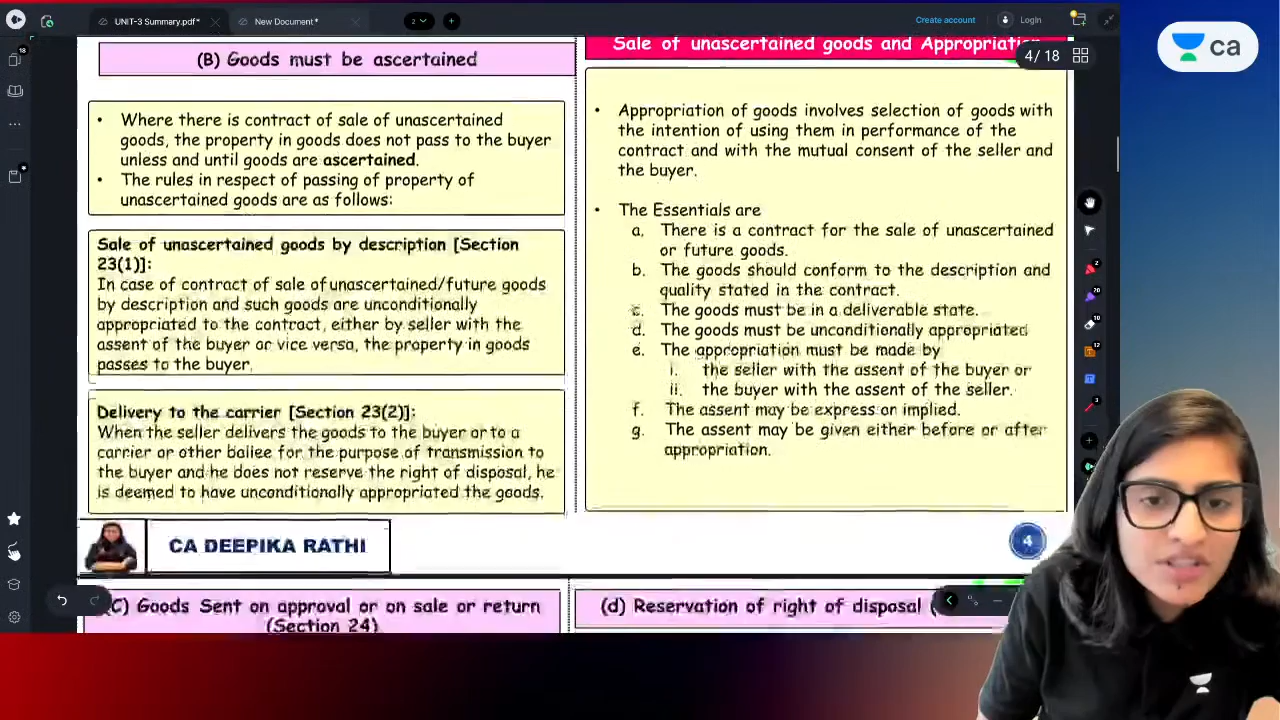 UNIT-3 Summary.pdf*
New Document*
2
Create account
Login
ca
4/18
18
(B) Goods must be ascertained
• Where there is contract of sale of unascertained
goods, the property in goods does not pass to the buyer
unless and until goods are ascertained.
• The rules in respect of passing of property of
unascertained goods are as follows:
Sale of unascertained goods by description [Section
23(1)]:
In case of contract of sale of unascertained/future goods
by description and such goods are unconditionally
appropriated to the contract, either by seller with the
assent of the buyer or vice versa, the property in goods
passes to the buyer.
Delivery to the carrier [Section 23(2)]:
When the seller delivers the goods to the buyer or to a
carrier or other bailee for the purpose of transmission to
the buyer and he does not reserve the right of disposal, he
is deemed to have unconditionally appropriated the goods.
Sale of unascertained goods and Appropriation
• Appropriation of goods involves selection of goods with
the intention of using them in performance of the
contract and with the mutual consent of the seller and
the buyer.
• The Essentials are
a. There is a contract for the sale of unascertained
or future goods.
b. The goods should conform to the description and
quality stated in the contract.
c. The goods must be in a deliverable state.
d. The goods must be unconditionally appropriated
e. The appropriation must be made by
i. the seller with the assent of the buyer or
ii. the buyer with the assent of the seller.
f. The assent may be express or implied.
g. The assent may be given either before or after
appropriation.
CA DEEPIKA RATHI
4
(C) Goods Sent on approval or on sale or return
(Section 24)
(d) Reservation of right of disposal (